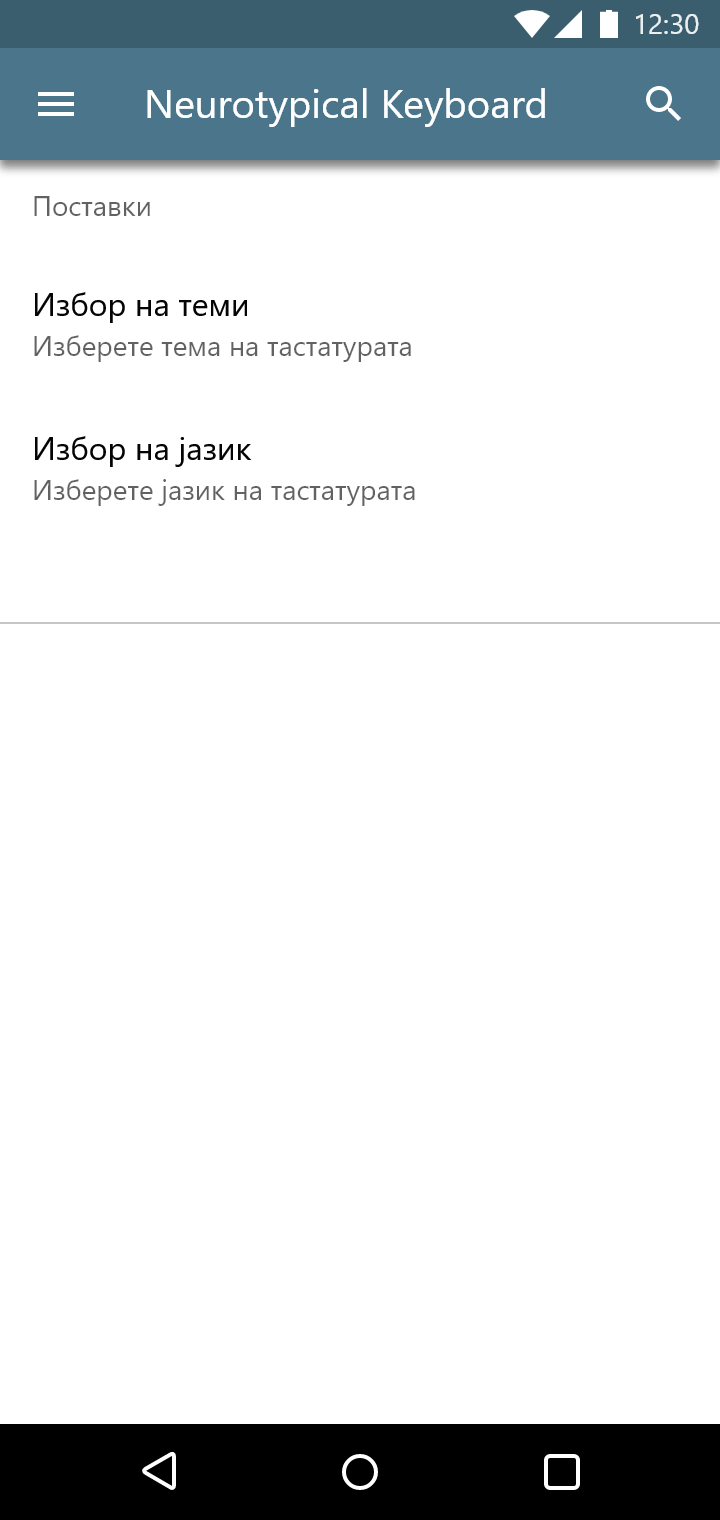 12:30
Neurotypical Keyboard
Поставки
Избор на теми
Изберете тема на тастатурата
Избор на јазик
Изберете јазик на тастатурата